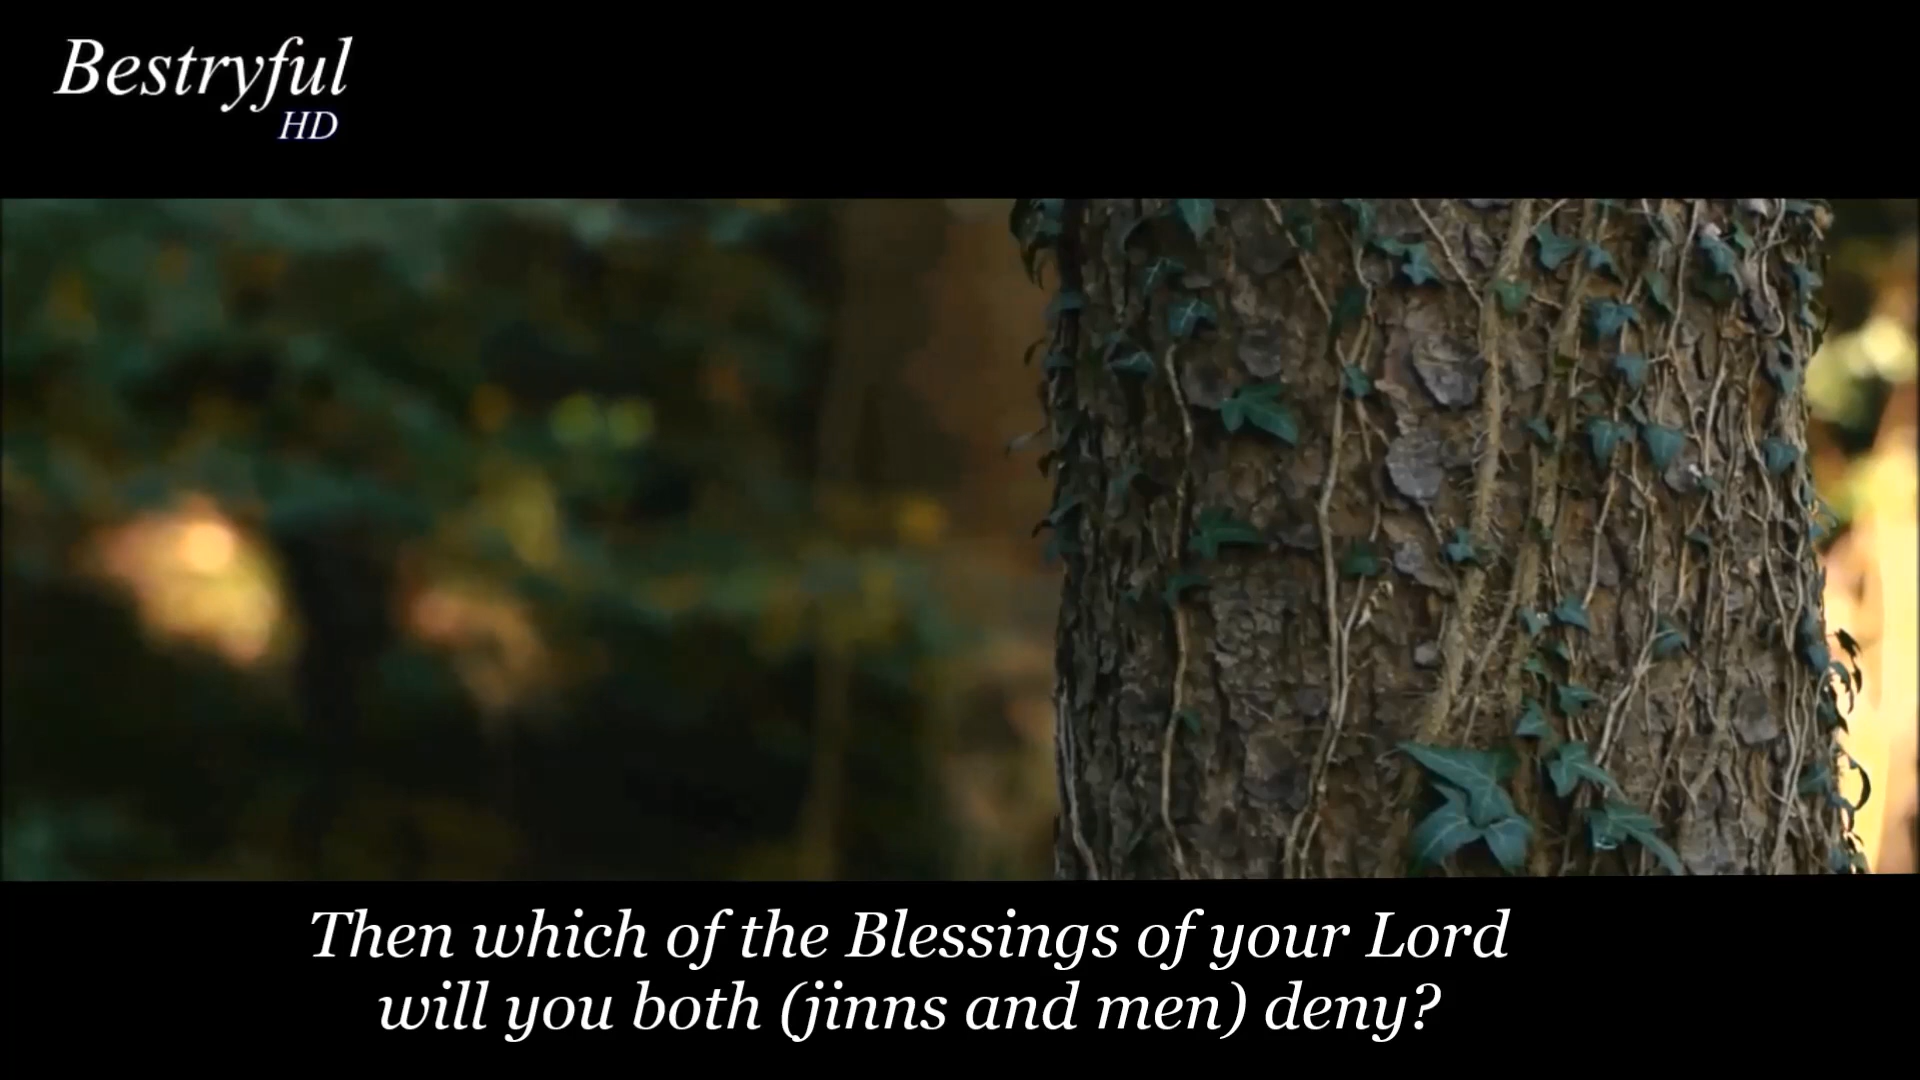 Bestryful
HD
Then which of the Blessings of your Lord
will you both (jinns and men) deny?